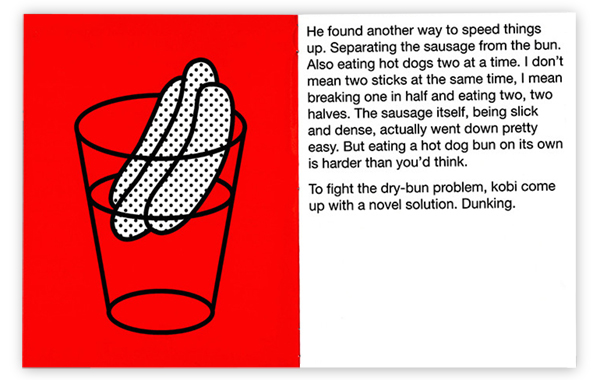 He found another way to speed things
up. Separating the sausage from the bun.
Also eating hot dogs two at a time. I don't
mean two sticks at the same time, I mean
breaking one in half and eating two, two
halves. The sausage itself, being slick
and dense, actually went down pretty
easy. But eating a hot dog bun on its own
is harder than you'd think.
To fight the dry-bun problem, kobi come
up with a novel solution. Dunking.